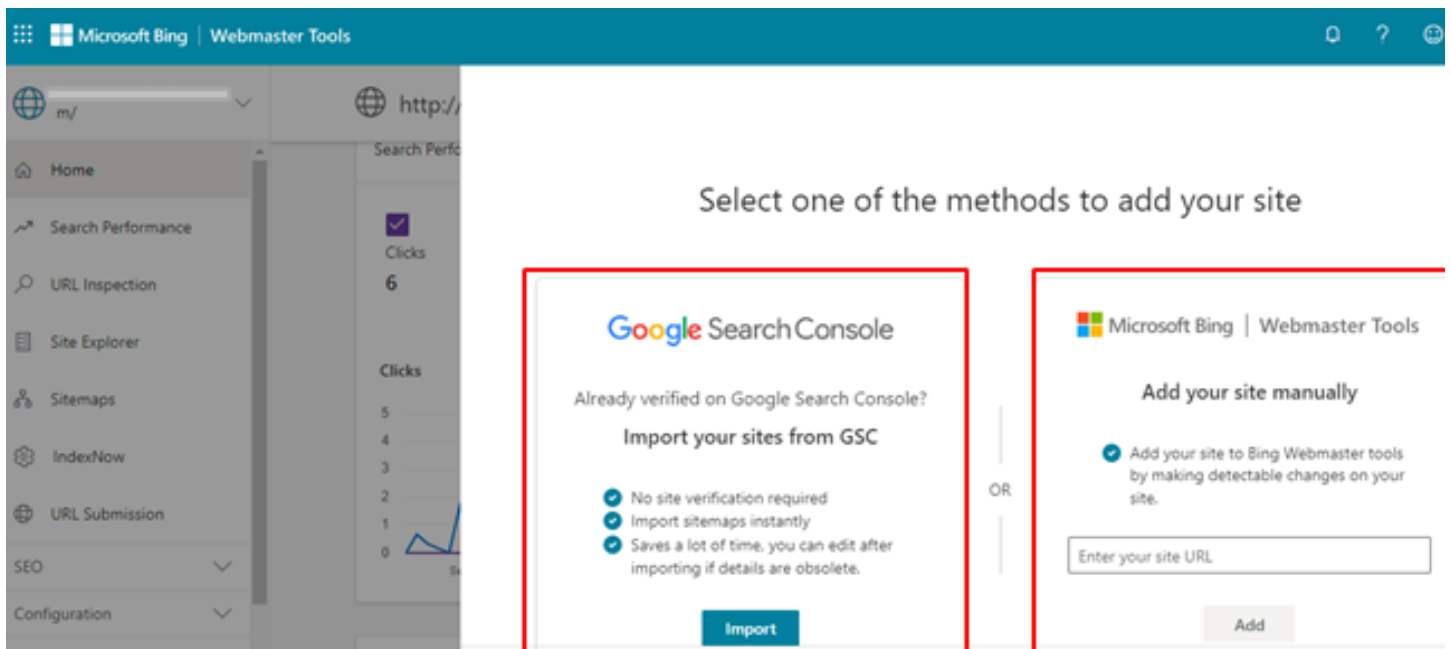 Microsoft Bing | Webmaster Tools
m/
Home
Search Performance
URL Inspection
Site Explorer
Sitemaps
IndexNow
URL Submission
SEO
Configuration
http:/
Search Perfo
Clicks
6
Clicks
5
4
3
2
1
0
Select one of the methods to add your site
Google Search Console
Already verified on Google Search Console?
Import your sites from GSC
No site verification required
Import sitemaps instantly
Saves a lot of time, you can edit after
importing if details are obsolete.
Import
OR
Microsoft Bing | Webmaster Tools
Add your site manually
Add your site to Bing Webmaster tools
by making detectable changes on your
site.
Enter your site URL
Add